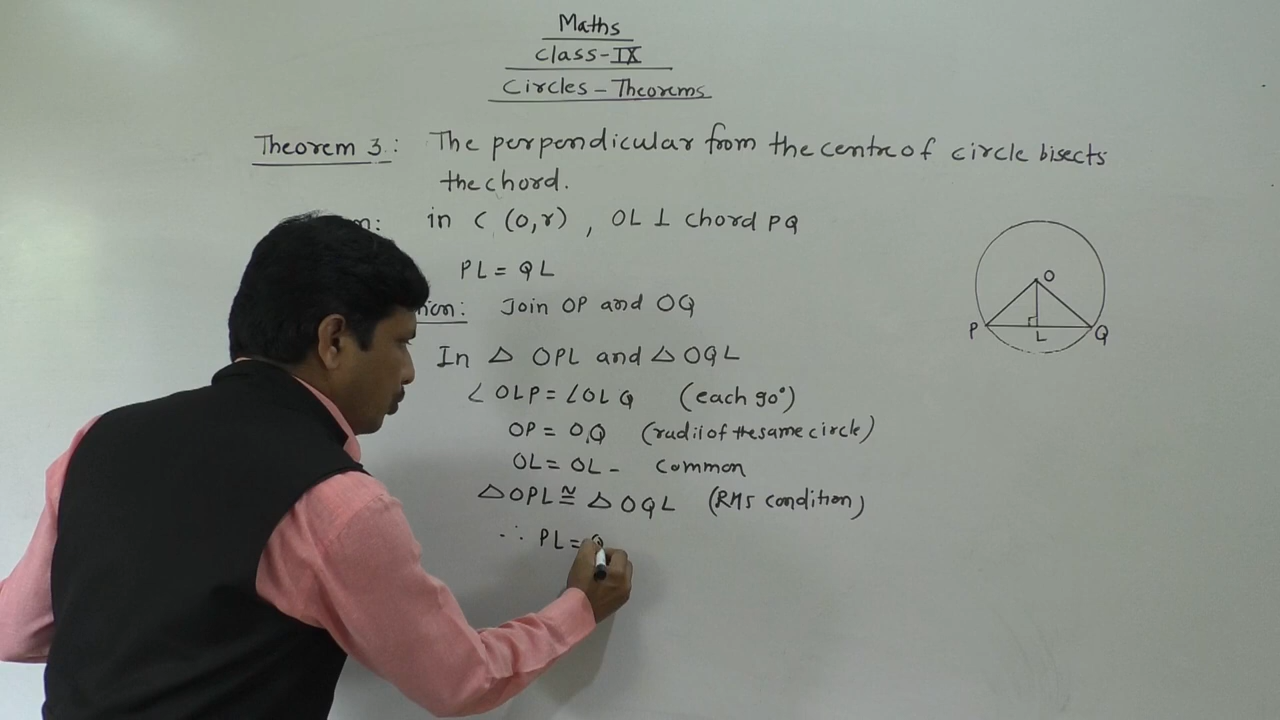 Maths
Class-IX
Circles - Theorems
Theorem 3: The perpendicular from the centre of circle bisects
the chord.
in C (O,r) , OL ⊥ chord PQ
PL = QL
Join OP and OQ
In △ OPL and △ OQL
∠ OLP = ∠OLQ (each 90°)
OP = OQ (radii of the same circle)
OL = OL - common
△OPL ≅ △ OQL (RHS condition)
∴ PL =
O
P
L
Q